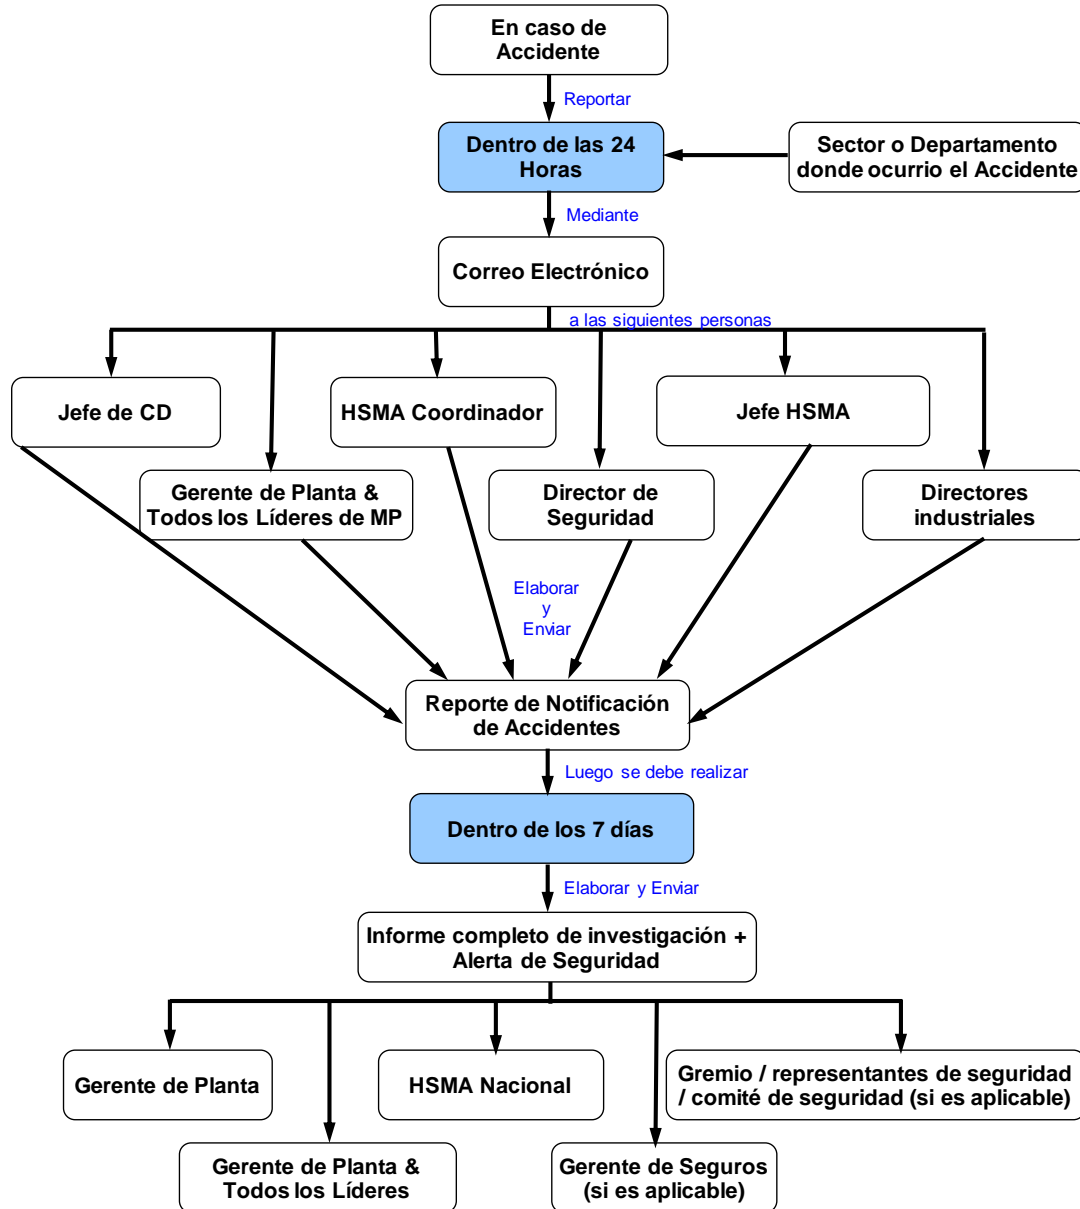 En caso de
Accidente
Reportar
Dentro de las 24
Horas
Sector o Departamento
donde ocurrio el Accidente
Mediante
Correo Electrónico
a las siguientes personas
Jefe de CD
HSMA Coordinador
Jefe HSMA
Gerente de Planta &
Todos los Líderes de MP
Director de
Seguridad
Directores
industriales
Elaborar
y
Enviar
Reporte de Notificación
de Accidentes
Luego se debe realizar
Dentro de los 7 días
Elaborar y Enviar
Informe completo de investigación +
Alerta de Seguridad
Gerente de Planta
HSMA Nacional
Gremio / representantes de seguridad
/ comité de seguridad (si es aplicable)
Gerente de Planta &
Todos los Líderes
Gerente de Seguros
(si es aplicable)